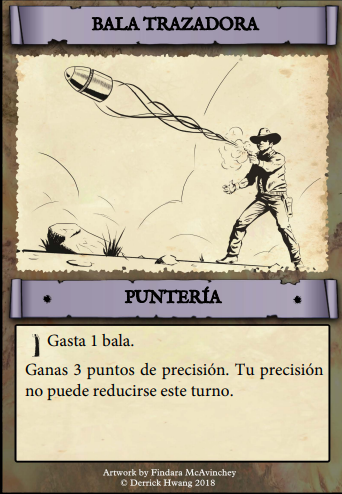 BALA TRAZADORA
PUNTERÍA
Gasta 1 bala.
Ganas 3 puntos de precisión. Tu precisión
no puede reducirse este turno.
Artwork by Findara McAvinchey
© Derrick Hwang 2018